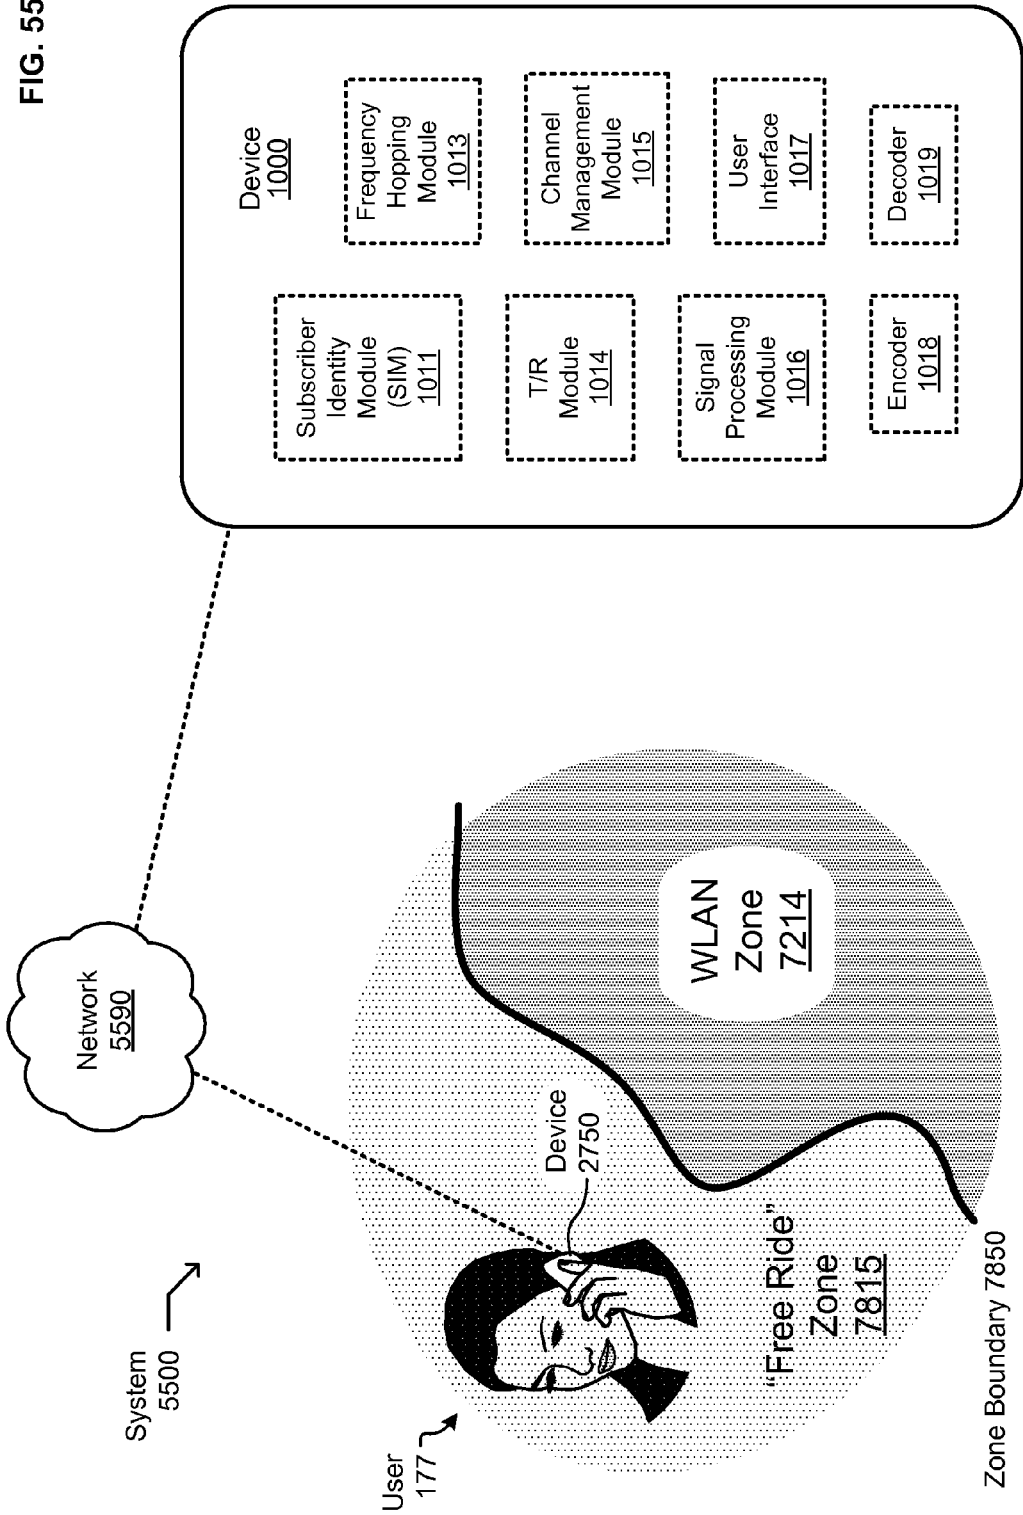 FIG. 55
System
5500
Network
5590
User
177
Device
2750
"Free Ride"
Zone
7815
WLAN
Zone
7214
Zone Boundary 7850
Device
1000
Subscriber
Identity
Module
(SIM)
1011
Frequency
Hopping
Module
1013
T/R
Module
1014
Channel
Management
Module
1015
Signal
Processing
Module
1016
User
Interface
1017
Encoder
1018
Decoder
1019